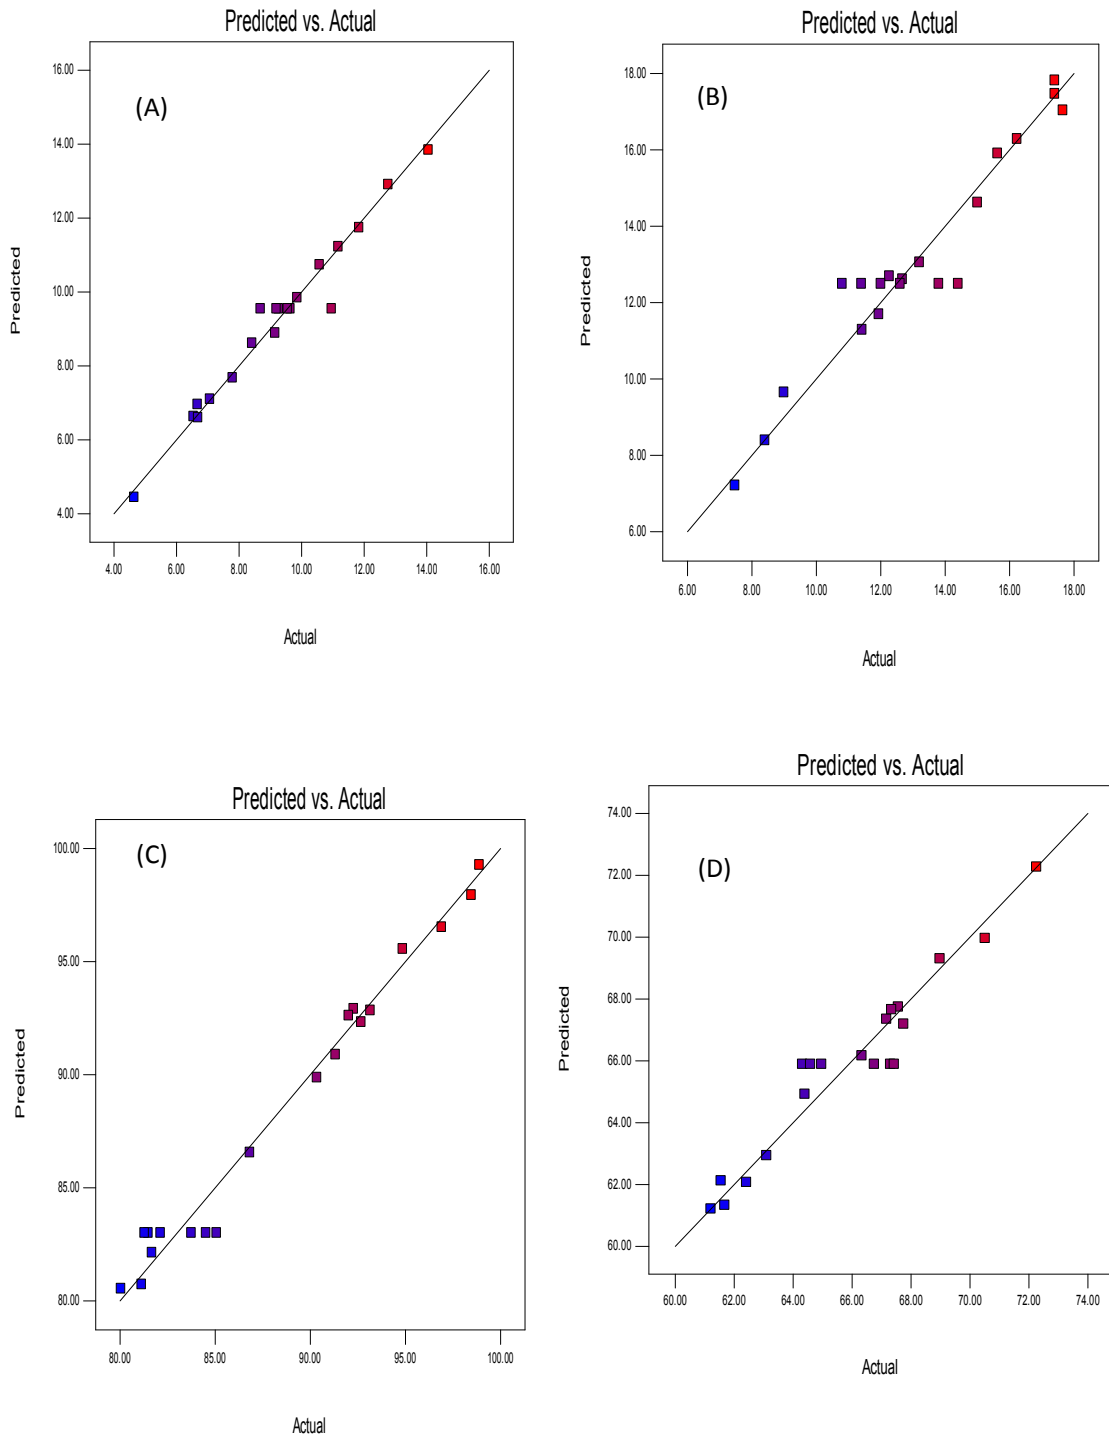 Predicted vs. Actual
(A)
16.00
14.00
12.00
10.00
8.00
6.00
4.00
Predicted
4.00 6.00 8.00 10.00 12.00 14.00 16.00
Actual
Predicted vs. Actual
(B)
18.00
16.00
14.00
12.00
10.00
8.00
6.00
Predicted
6.00 8.00 10.00 12.00 14.00 16.00 18.00
Actual
Predicted vs. Actual
(C)
100.00
95.00
90.00
85.00
80.00
Predicted
80.00 85.00 90.00 95.00 100.00
Actual
Predicted vs. Actual
(D)
74.00
72.00
70.00
68.00
66.00
64.00
62.00
60.00
Predicted
60.00 62.00 64.00 66.00 68.00 70.00 72.00 74.00
Actual